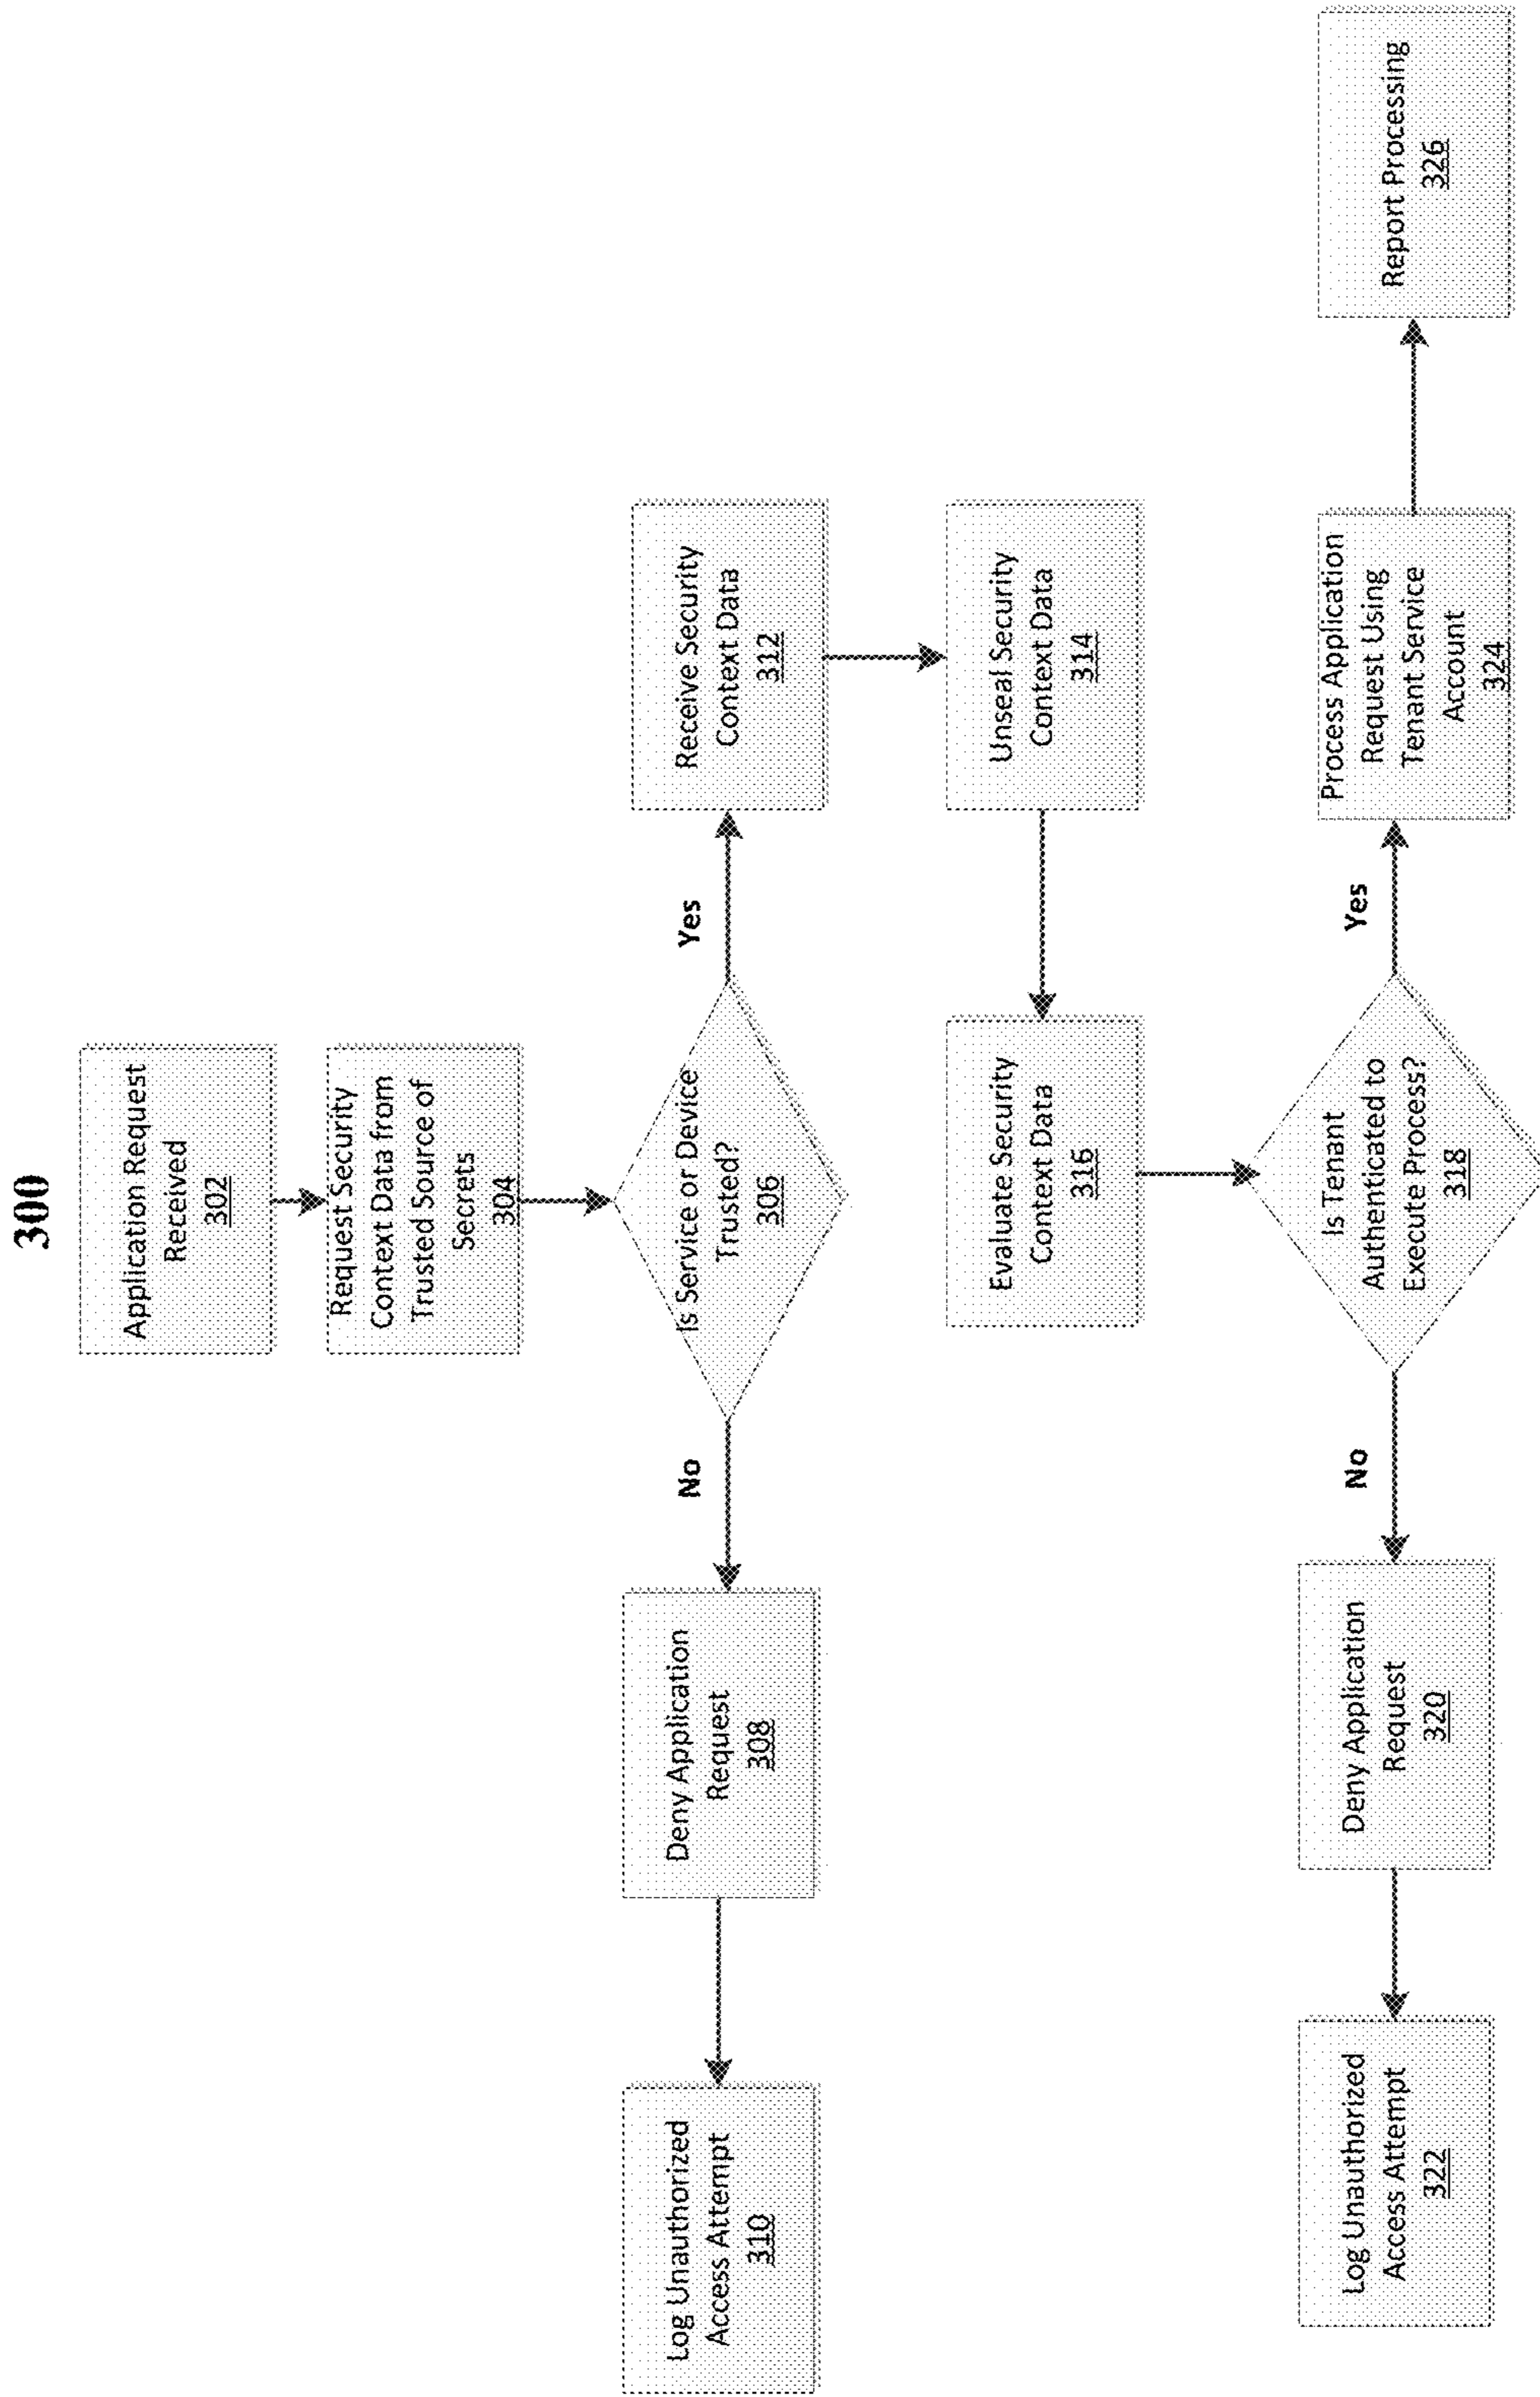 300
Application Request
Received
302
Request Security
Context Data from
Trusted Source of
Secrets
304
Is Service or Device
Trusted?
306
No
Yes
Deny Application
Request
308
Log Unauthorized
Access Attempt
310
Receive Security
Context Data
312
Unseal Security
Context Data
314
Evaluate Security
Context Data
316
Is Tenant
Authenticated to
Execute Process?
318
No
Yes
Deny Application
Request
320
Log Unauthorized
Access Attempt
322
Process Application
Request Using
Tenant Service
Account
324
Report Processing
326